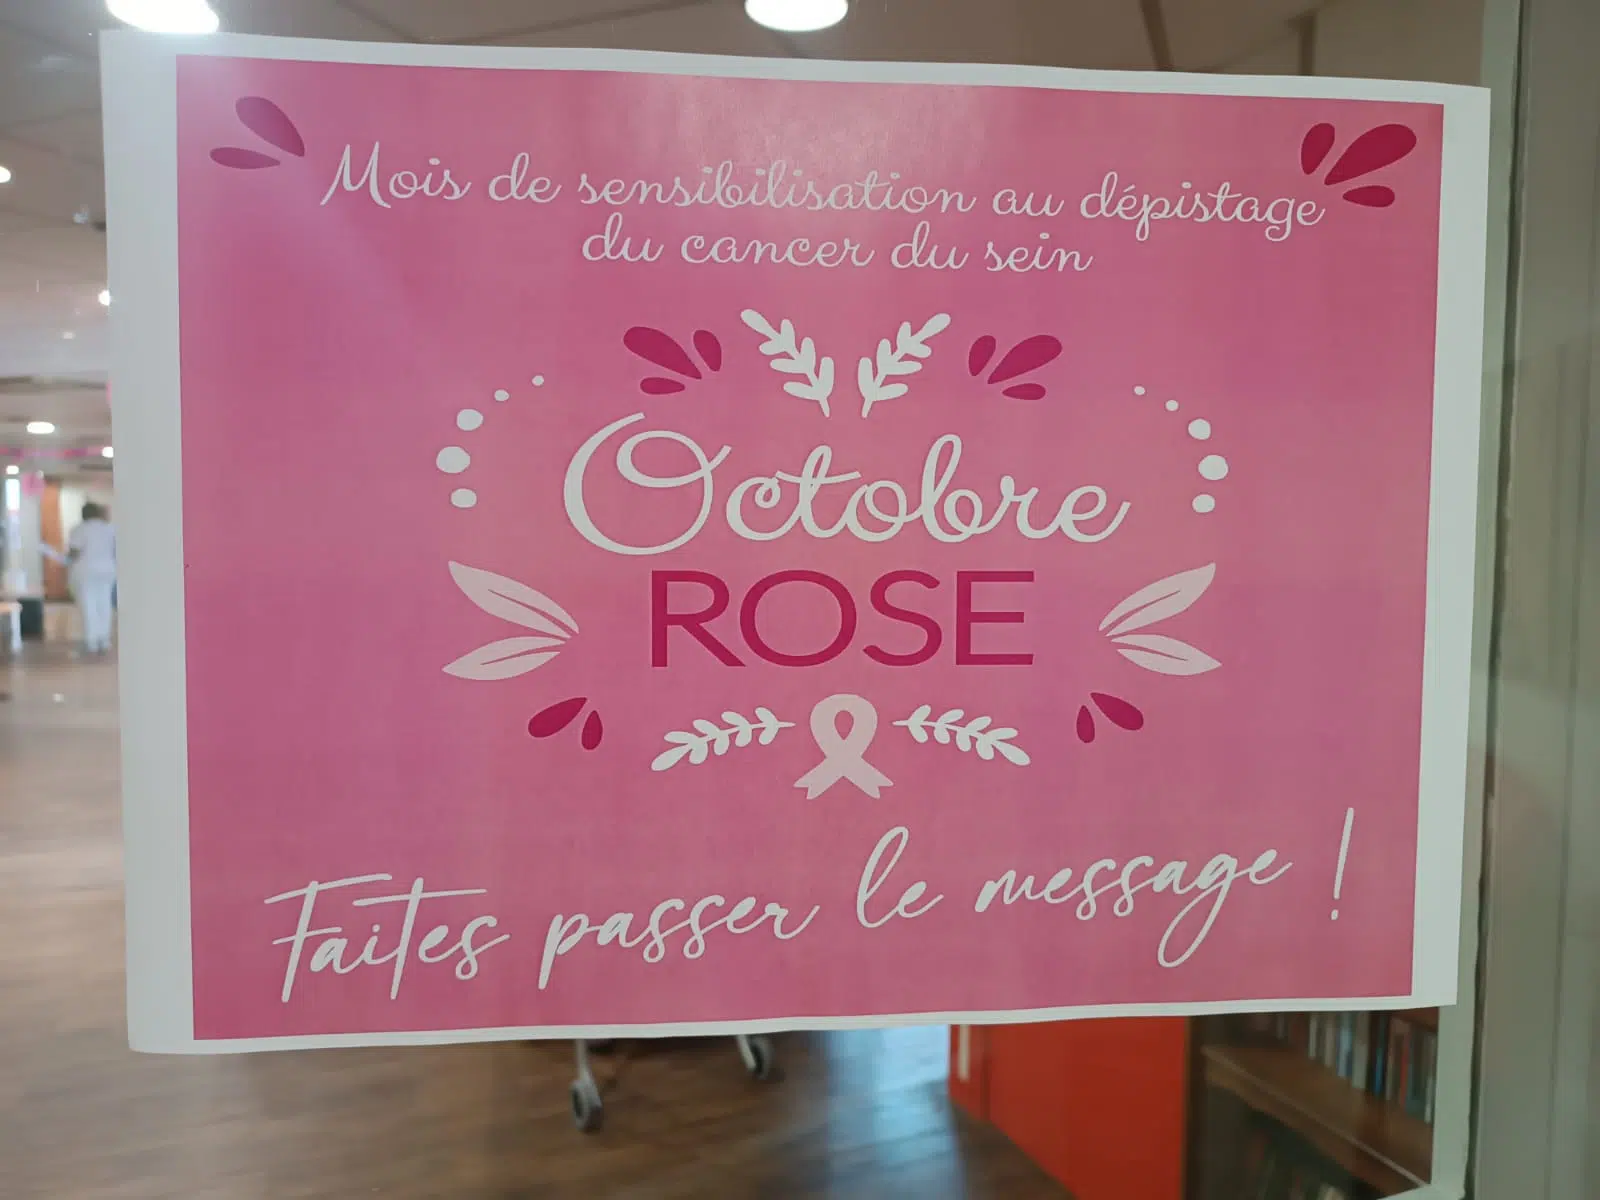 Mois de sensibilisation au dépistage
du cancer du sein
Octobre
ROSE
Faites passer le message !